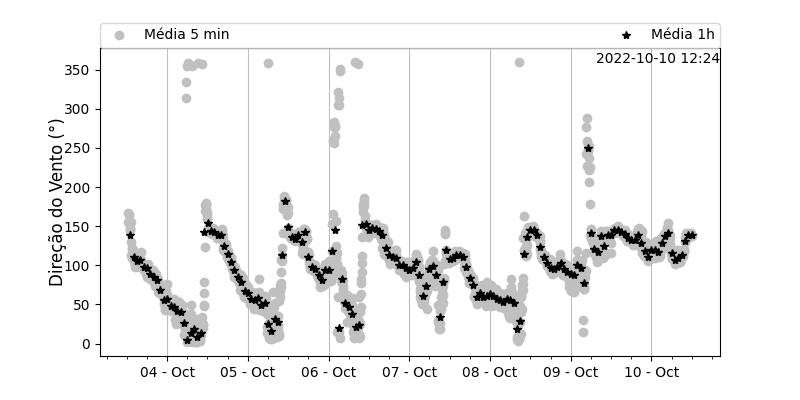 Média 5 min
Média 1h
2022-10-10 12:24
Direção do Vento (°)
350
300
250
200
150
100
50
0
04 - Oct
05 - Oct
06 - Oct
07 - Oct
08 - Oct
09 - Oct
10 - Oct